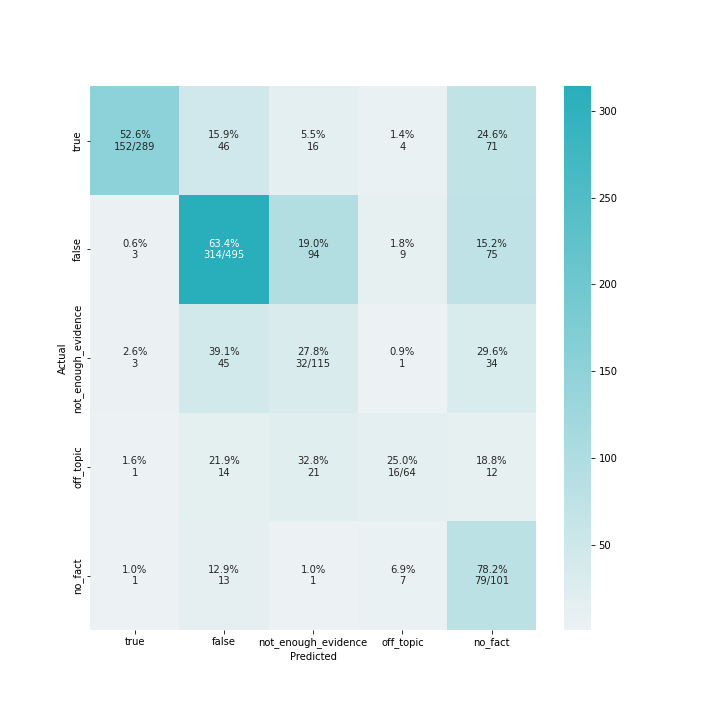 52.6% 15.9% 5.5% 1.4% 24.6%
152/289 46 16 4 71
true
0.6% 63.4% 19.0% 1.8% 15.2%
3 314/495 94 9 75
false
2.6% 39.1% 27.8% 0.9% 29.6%
3 45 32/115 1 34
not_enough_evidence
Actual
1.6% 21.9% 32.8% 25.0% 18.8%
1 14 21 16/64 12
off_topic
1.0% 12.9% 1.0% 6.9% 78.2%
1 13 1 7 79/101
no_fact
true false not_enough_evidence off_topic no_fact
Predicted
300
250
200
150
100
50